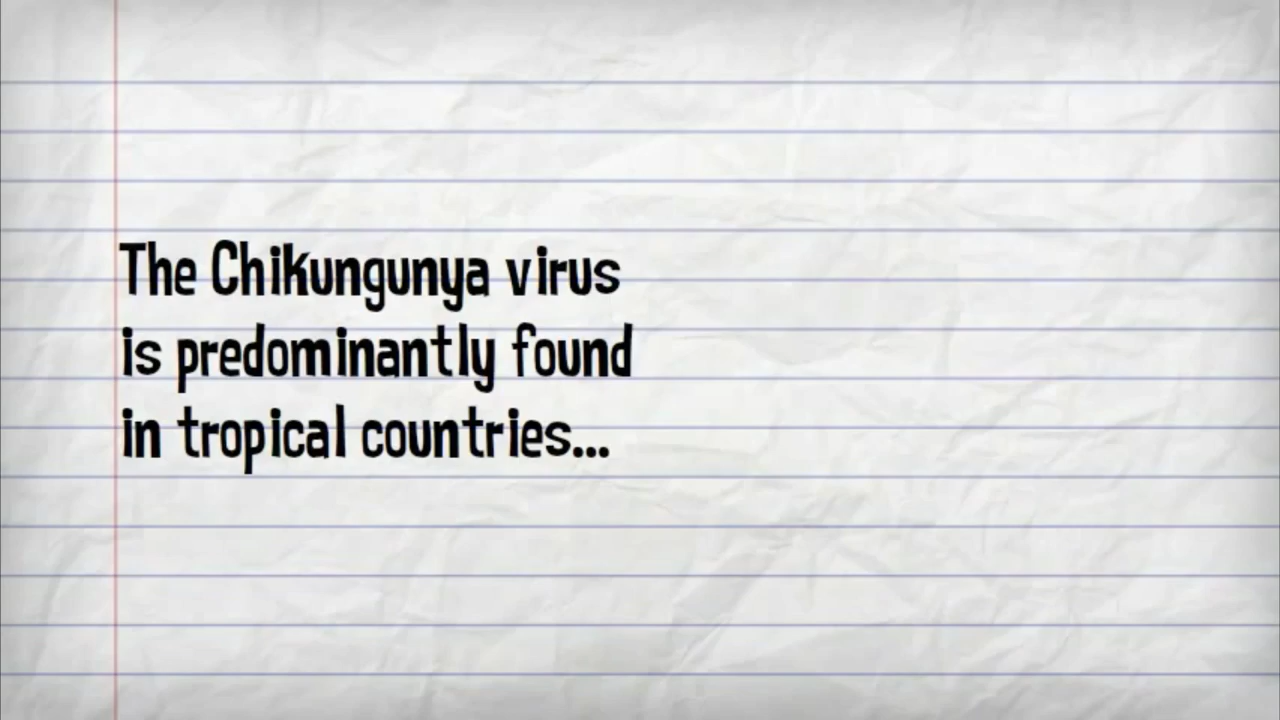 The Chikungunya virus
is predominantly found
in tropical countries...